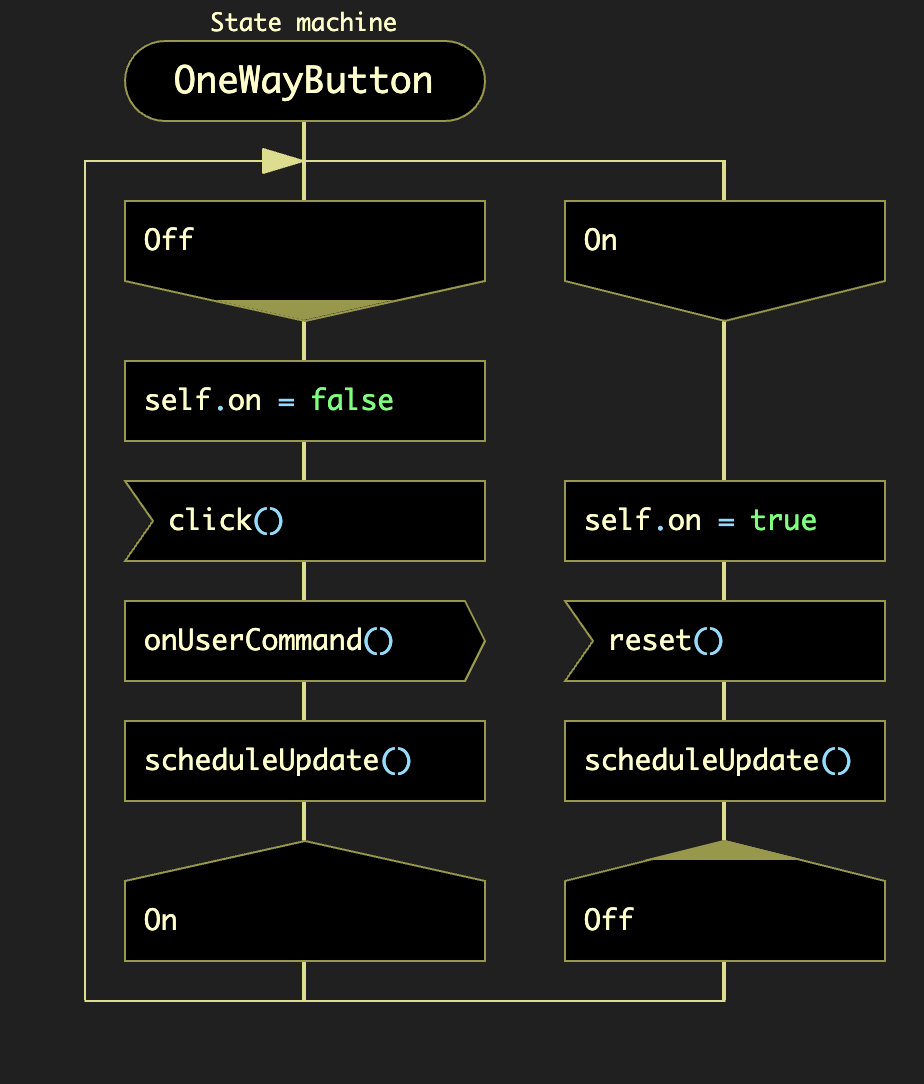 State machine
OneWayButton
Off
self.on = false
click()
onUserCommand()
scheduleUpdate()
On
On
self.on = true
reset()
scheduleUpdate()
Off